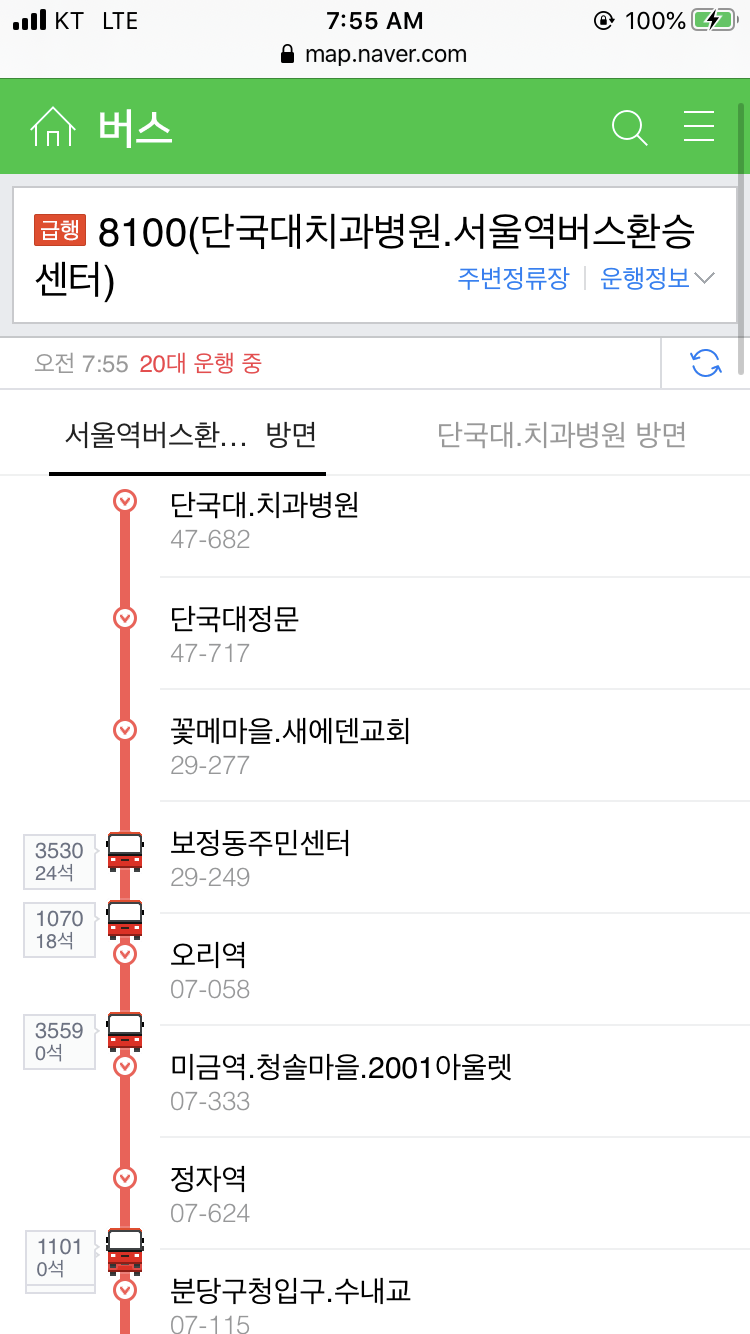 KT LTE 7:55 AM 100%
map.naver.com
버스
급행 8100(단국대치과병원.서울역버스환승
센터) 주변정류장 운행정보
오전 7:55 20대 운행 중
서울역버스환... 방면 단국대.치과병원 방면
단국대.치과병원
47-682
단국대정문
47-717
꽃메마을.새에덴교회
29-277
3530
24석
보정동주민센터
29-249
1070
18석
오리역
07-058
3559
0석
미금역.청솔마을.2001아울렛
07-333
정자역
07-624
1101
0석
분당구청입구.수내교
07-115